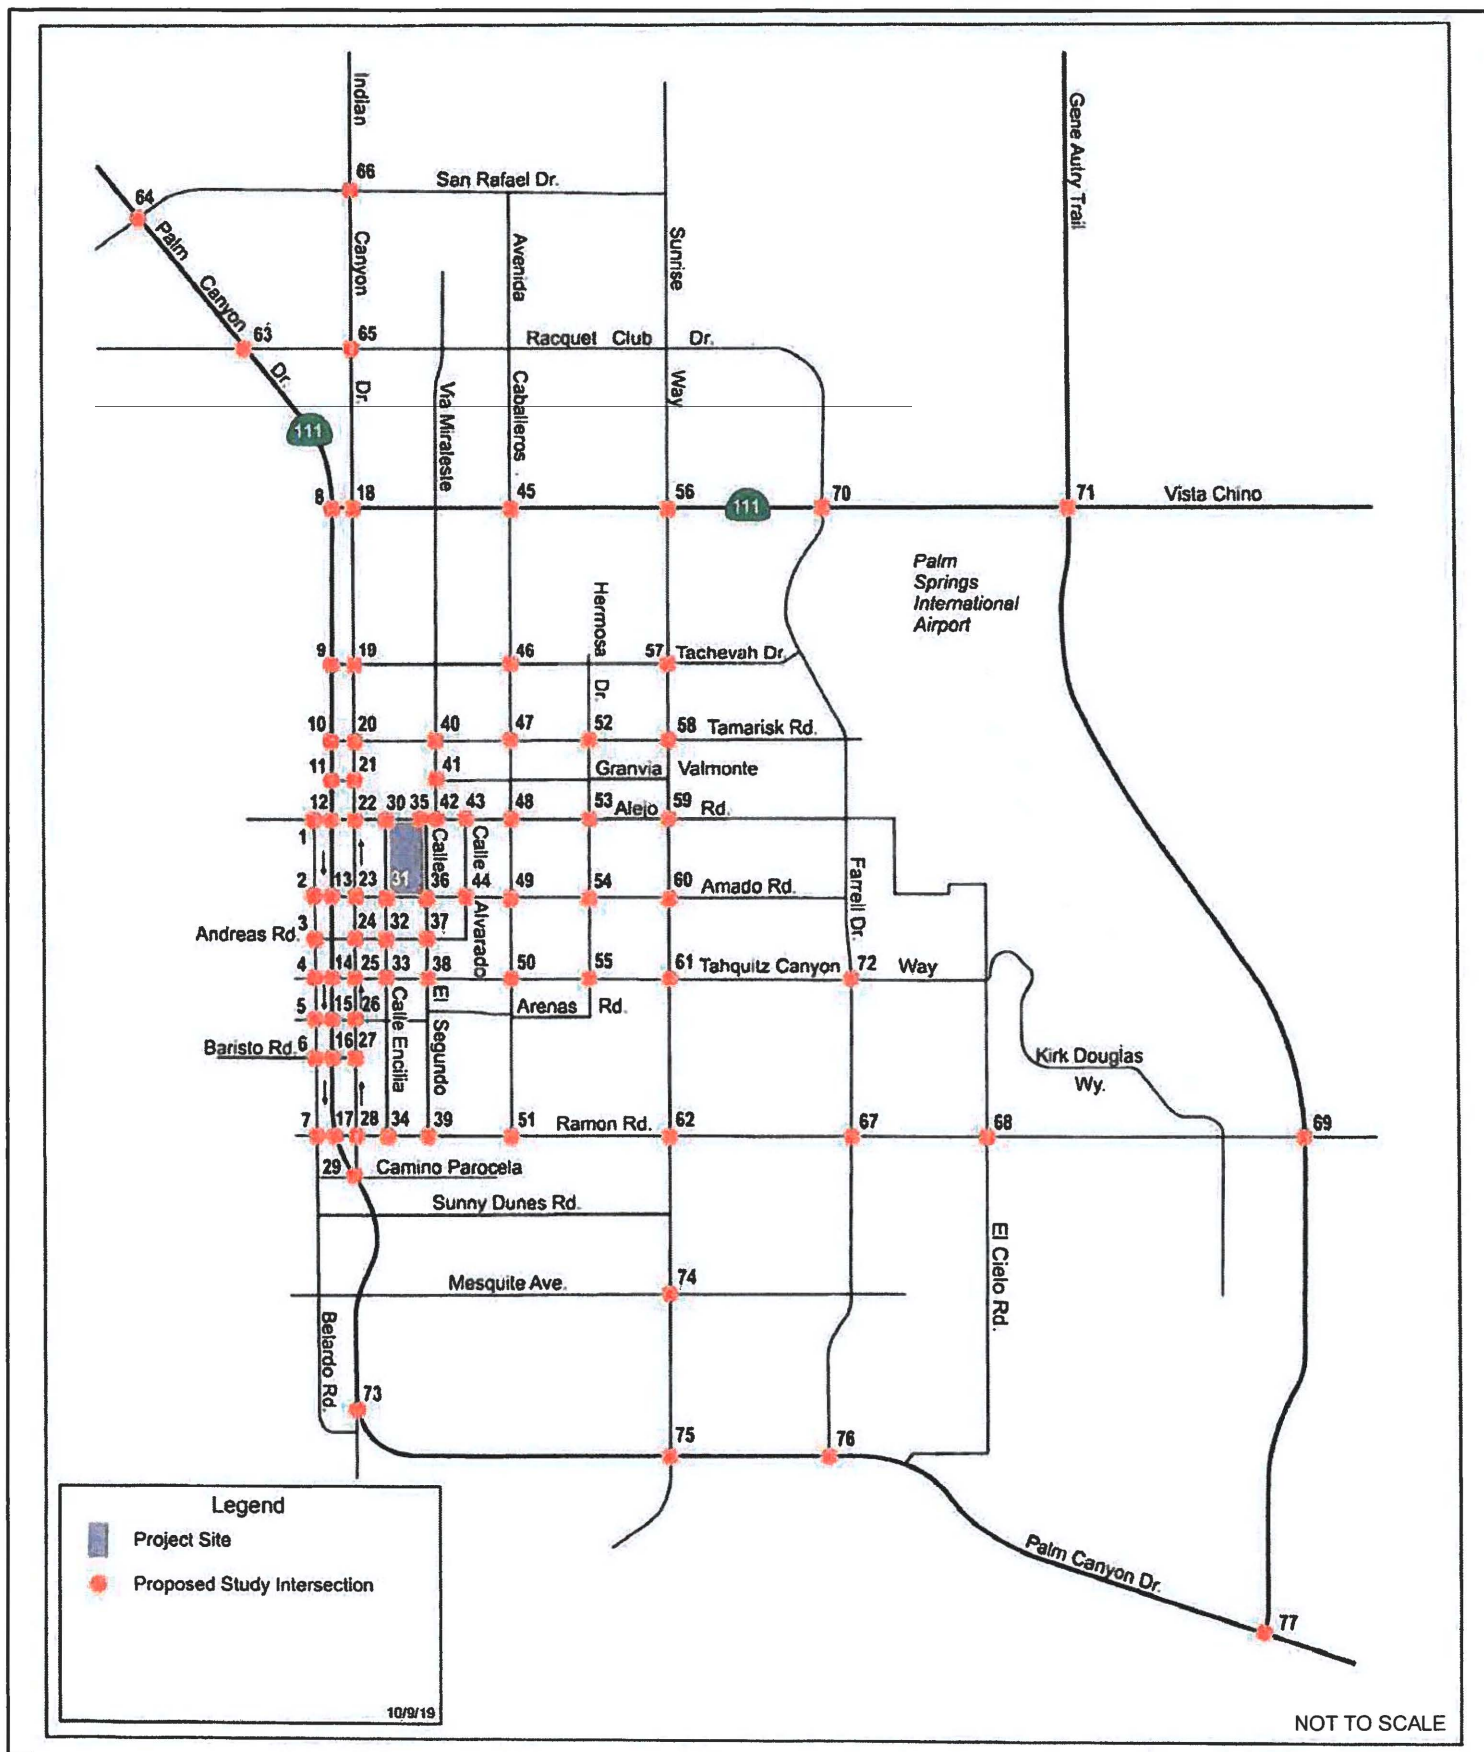 Indian
Canyon
Dr.
Gene Autry Trail
66
San Rafael Dr.
64
Palm
Canyon
Dr.
Avenida
Caballeros
Sunrise
Way
63
65
Racquet Club Dr.
Via Miraleste
111
8
18
45
56
111
70
71
Vista Chino
Palm
Springs
International
Airport
Hermosa
Dr.
9
19
46
57
Tachevah Dr.
10
20
40
47
52
58
Tamarisk Rd.
11
21
41
Granvia Valmonte
12
22
30
35
42
43
48
53
Alejo
59
Rd.
1
Calle
Calle
Alvarado
Farrell Dr.
2
13
23
31
36
44
49
54
60
Amado Rd.
Andreas Rd.
3
24
32
37
4
14
25
33
38
50
55
61
Tahquitz Canyon
72
Way
5
15
26
Calle Encilia
El Segundo
Arenas Rd.
Baristo Rd.
6
16
27
Kirk Douglas
Wy.
7
17
28
34
39
51
Ramon Rd.
62
67
68
69
29
Camino Parocela
Sunny Dunes Rd.
El Cielo Rd.
Mesquite Ave.
74
Belardo Rd.
73
75
76
Palm Canyon Dr.
77
Legend
Project Site
Proposed Study Intersection
10/9/19
NOT TO SCALE